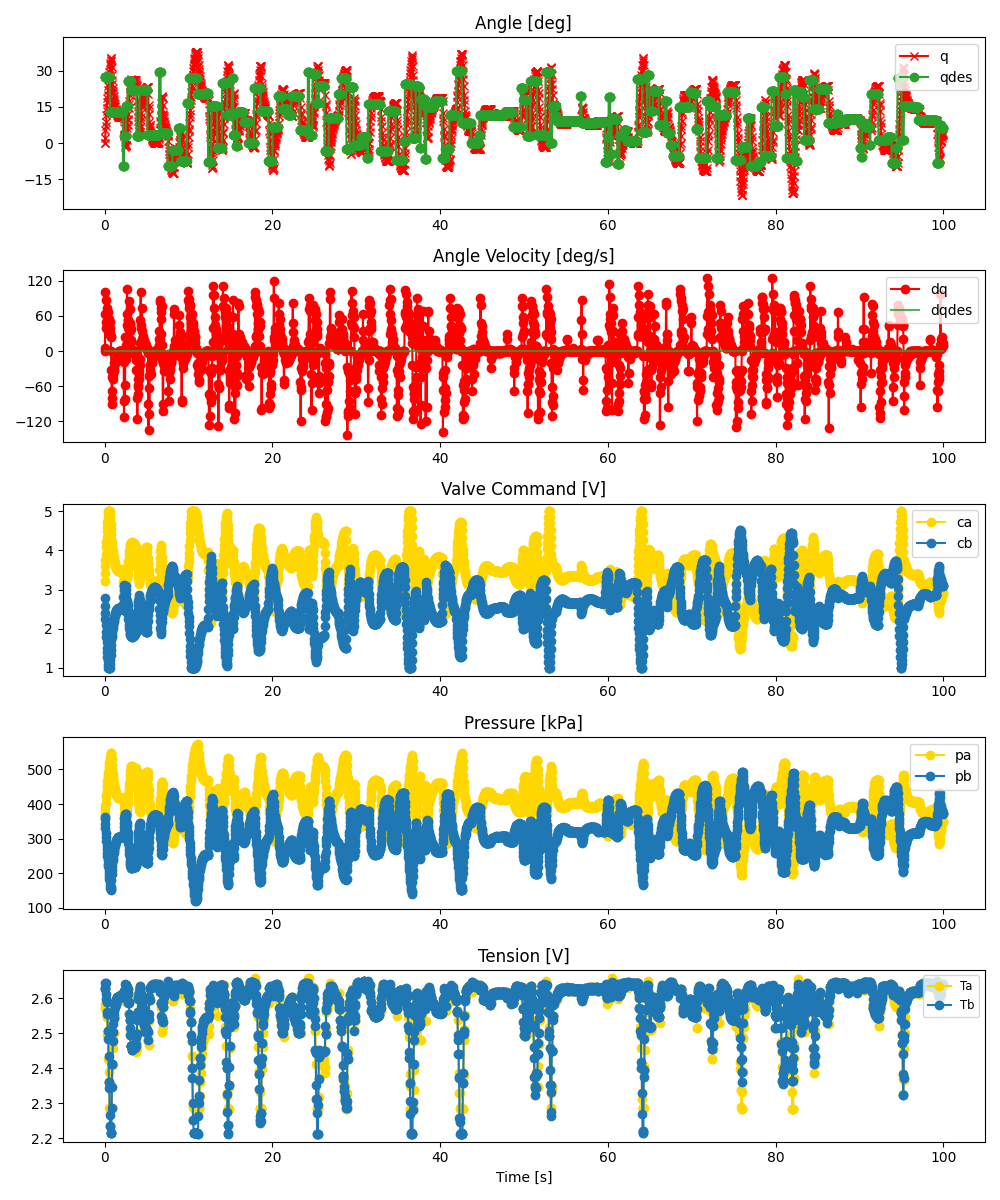 Angle [deg]
30
15
0
−15
q
qdes
0 20 40 60 80 100
Angle Velocity [deg/s]
120
60
0
−60
−120
dq
dqdes
0 20 40 60 80 100
Valve Command [V]
5
4
3
2
1
ca
cb
0 20 40 60 80 100
Pressure [kPa]
500
400
300
200
100
pa
pb
0 20 40 60 80 100
Tension [V]
2.6
2.5
2.4
2.3
2.2
Ta
Tb
0 20 40 60 80 100
Time [s]